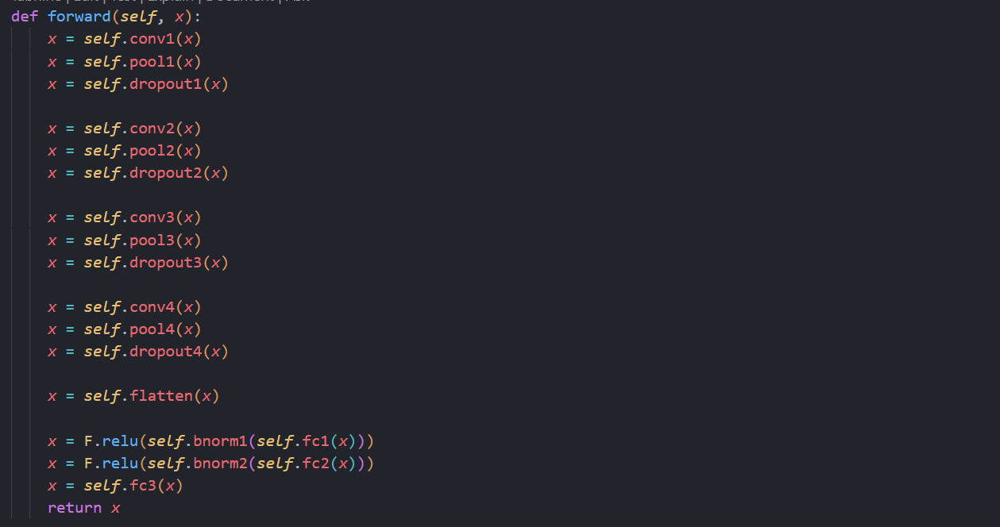 def forward(self, x):
x = self.conv1(x)
x = self.pool1(x)
x = self.dropout1(x)
x = self.conv2(x)
x = self.pool2(x)
x = self.dropout2(x)
x = self.conv3(x)
x = self.pool3(x)
x = self.dropout3(x)
x = self.conv4(x)
x = self.pool4(x)
x = self.dropout4(x)
x = self.flatten(x)
x = F.relu(self.bnorm1(self.fc1(x)))
x = F.relu(self.bnorm2(self.fc2(x)))
x = self.fc3(x)
return x